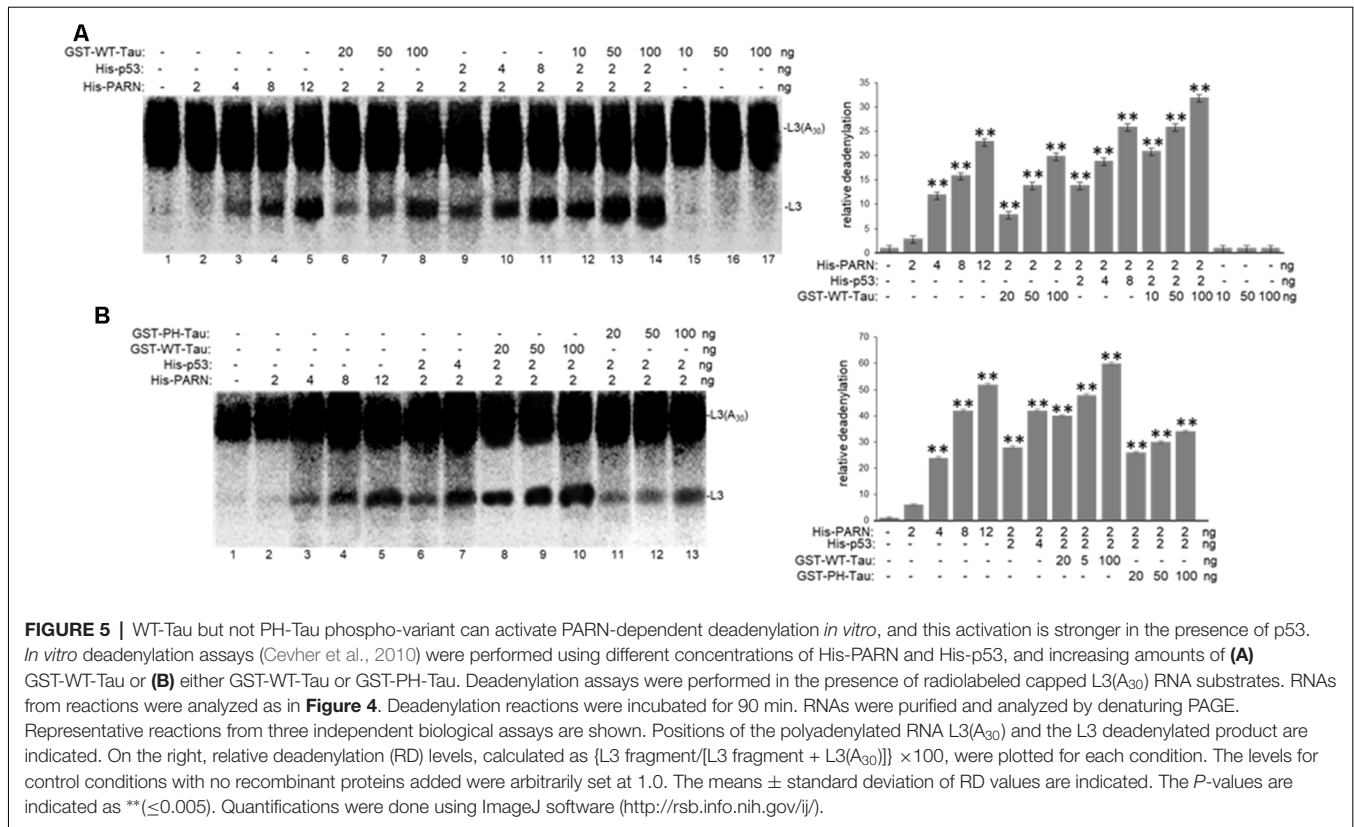 A
GST-WT-Tau: - - - - - 20 50 100 - - - 10 50 100 10 50 100 ng
His-p53: - - - - - - - - 2 4 8 2 2 2 - - - ng
His-PARN: - 2 4 8 12 2 2 2 2 2 2 2 2 2 - - - ng
-L3(A30)
-L3
1 2 3 4 5 6 7 8 9 10 11 12 13 14 15 16 17
relative deadenylation
35
30
25
20
15
10
5
0
** ** ** ** ** ** ** ** ** ** ** **
His-PARN: - 2 4 8 12 2 2 2 2 2 2 2 2 2 - - - ng
His-p53: - - - - - - - - 2 4 8 2 2 2 - - - ng
GST-WT-Tau: - - - - - 20 50 100 - - - 10 50 100 10 50 100 ng
B
GST-PH-Tau: - - - - - - - - - - 20 50 100 ng
GST-WT-Tau: - - - - - - - 20 50 100 - - - ng
His-p53: - - - - - 2 4 2 2 2 2 2 2 ng
His-PARN: - 2 4 8 12 2 2 2 2 2 2 2 2 ng
-L3(A30)
-L3
1 2 3 4 5 6 7 8 9 10 11 12 13
relative deadenylation
70
60
50
40
30
20
10
0
** ** ** ** ** ** ** ** ** ** **
His-PARN: - 2 4 8 12 2 2 2 2 2 2 2 2 ng
His-p53: - - - - - 2 4 2 2 2 2 2 2 ng
GST-WT-Tau: - - - - - - - 20 5 100 - - - ng
GST-PH-Tau: - - - - - - - - - - 20 50 100 ng
FIGURE 5 | WT-Tau but not PH-Tau phospho-variant can activate PARN-dependent deadenylation in vitro, and this activation is stronger in the presence of p53.
In vitro deadenylation assays (Cevher et al., 2010) were performed using different concentrations of His-PARN and His-p53, and increasing amounts of (A)
GST-WT-Tau or (B) either GST-WT-Tau or GST-PH-Tau. Deadenylation assays were performed in the presence of radiolabeled capped L3(A30) RNA substrates. RNAs
from reactions were analyzed as in Figure 4. Deadenylation reactions were incubated for 90 min. RNAs were purified and analyzed by denaturing PAGE.
Representative reactions from three independent biological assays are shown. Positions of the polyadenylated RNA L3(A30) and the L3 deadenylated product are
indicated. On the right, relative deadenylation (RD) levels, calculated as {L3 fragment/[L3 fragment + L3(A30)]} ×100, were plotted for each condition. The levels for
control conditions with no recombinant proteins added were arbitrarily set at 1.0. The means ± standard deviation of RD values are indicated. The P-values are
indicated as **(≤0.005). Quantifications were done using ImageJ software (http://rsb.info.nih.gov/ij/).